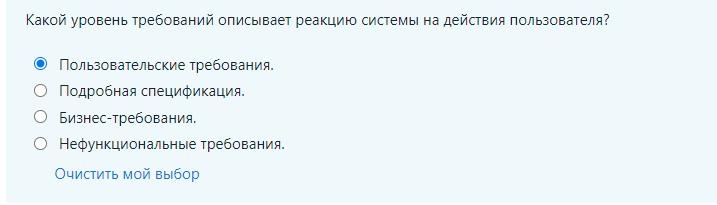 Какой уровень требований описывает реакцию системы на действия пользователя?
Пользовательские требования.
Подробная спецификация.
Бизнес-требования.
Нефункциональные требования.
Очистить мой выбор